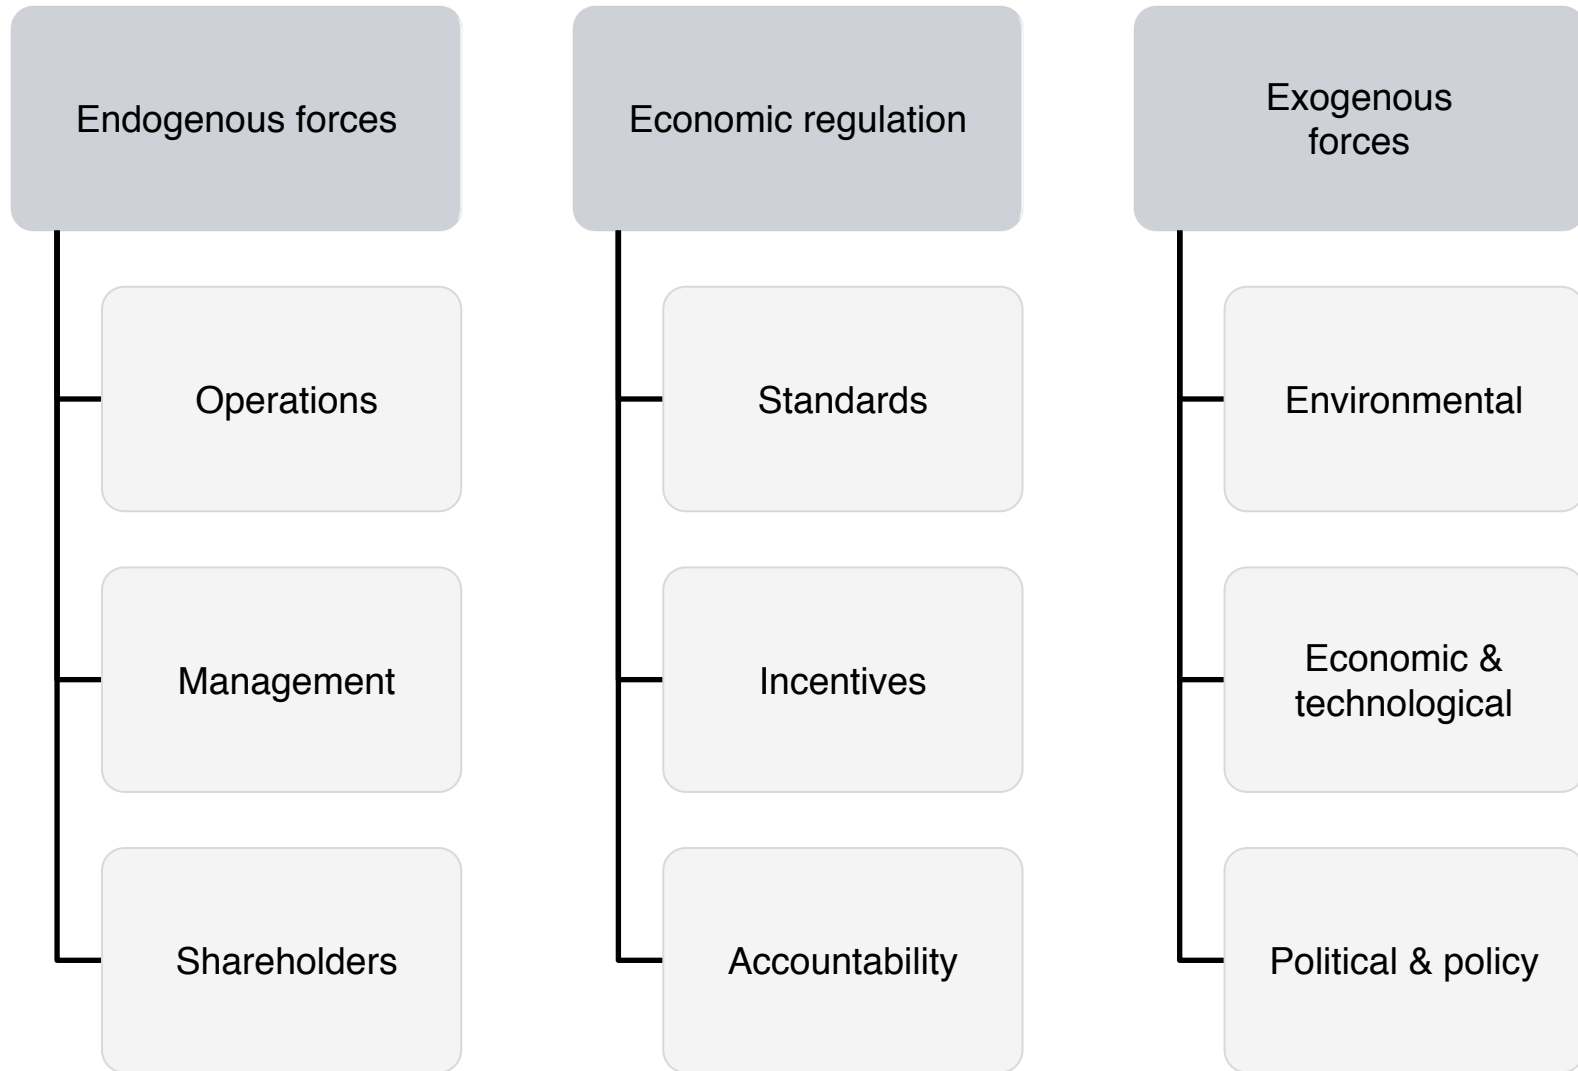 Endogenous forces
Operations
Management
Shareholders
Economic regulation
Standards
Incentives
Accountability
Exogenous
forces
Environmental
Economic &
technological
Political & policy